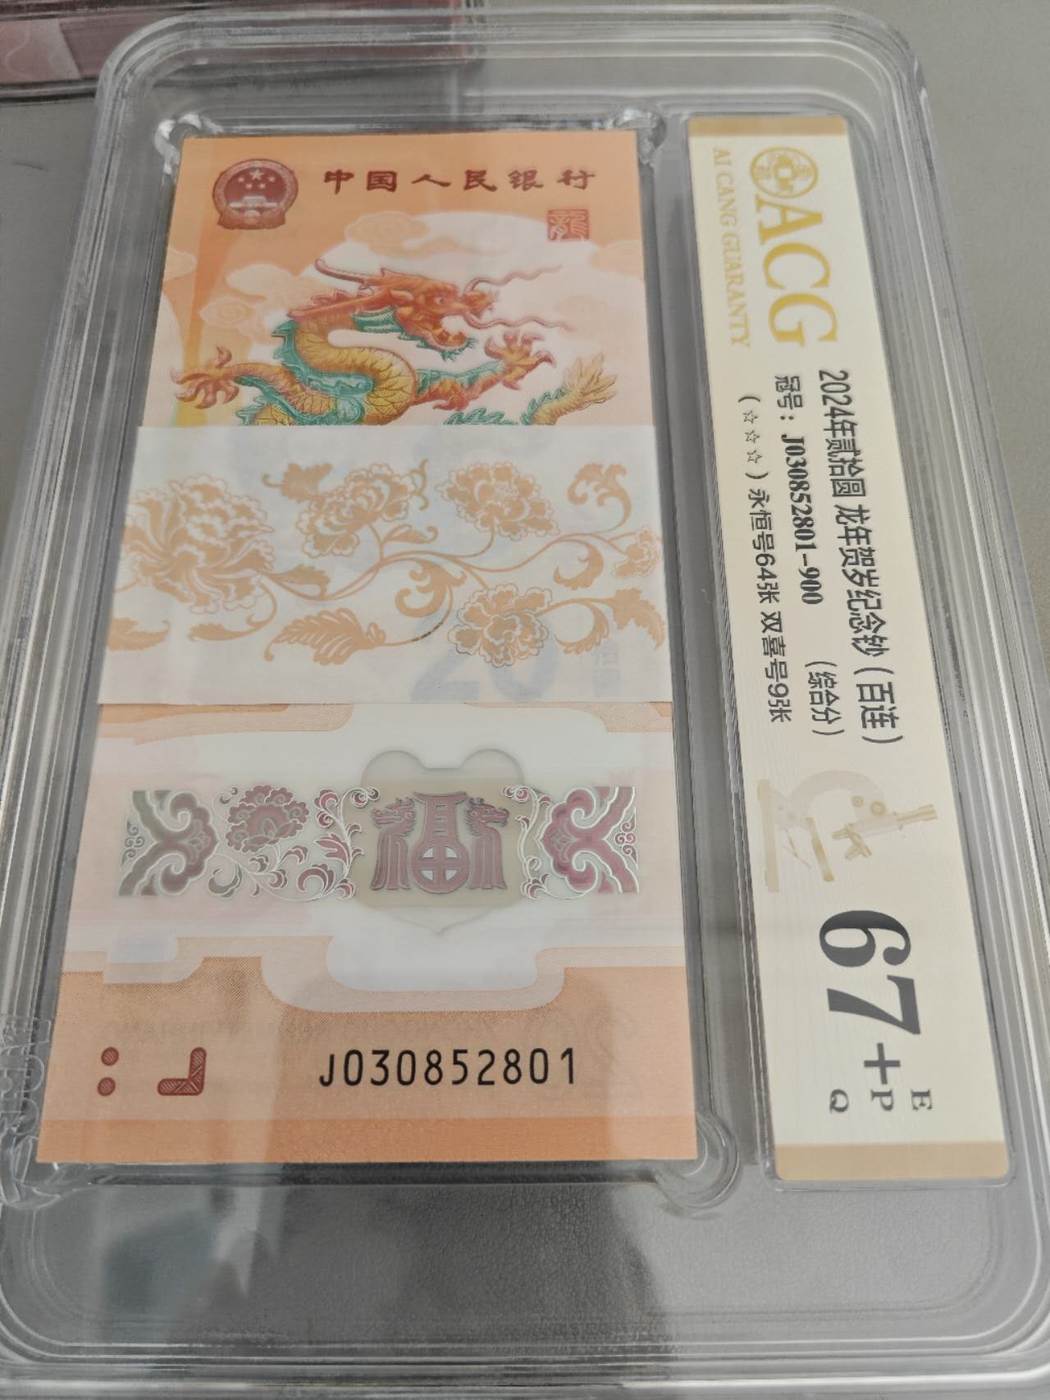 中国人民银行
龍
20
福
J030852801
ACG
AI CANG GUARANTY
2024年贰拾圆 龙年贺岁纪念钞（百连）
冠号：J030852801-900 （综合分）
（☆☆☆）永恒号64张 双喜号9张
67+
E
P
Q